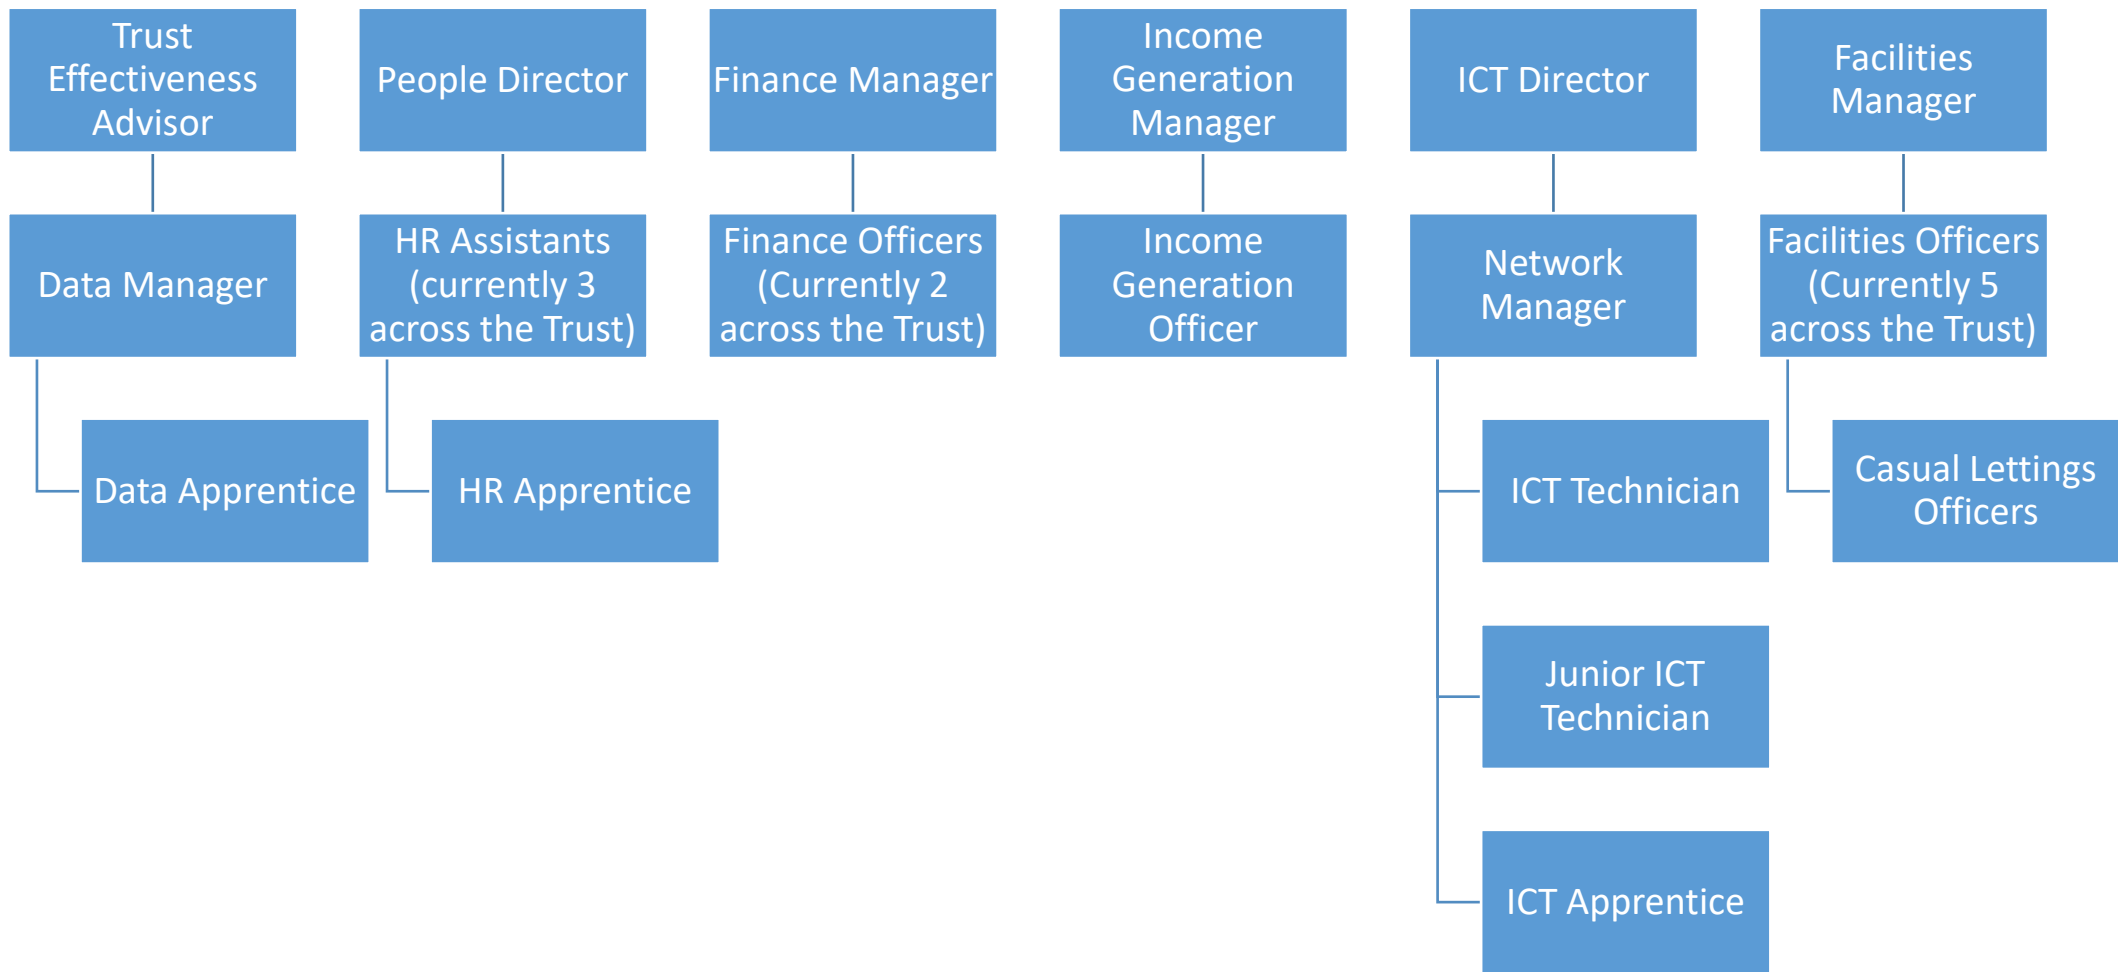 Trust
Effectiveness
Advisor
People Director
Finance Manager
Income
Generation
Manager
ICT Director
Facilities
Manager
Data Manager
HR Assistants
(currently 3
across the Trust)
Finance Officers
(Currently 2
across the Trust)
Income
Generation
Officer
Network
Manager
Facilities Officers
(Currently 5
across the Trust)
Data Apprentice
HR Apprentice
ICT Technician
Casual Lettings
Officers
Junior ICT
Technician
ICT Apprentice